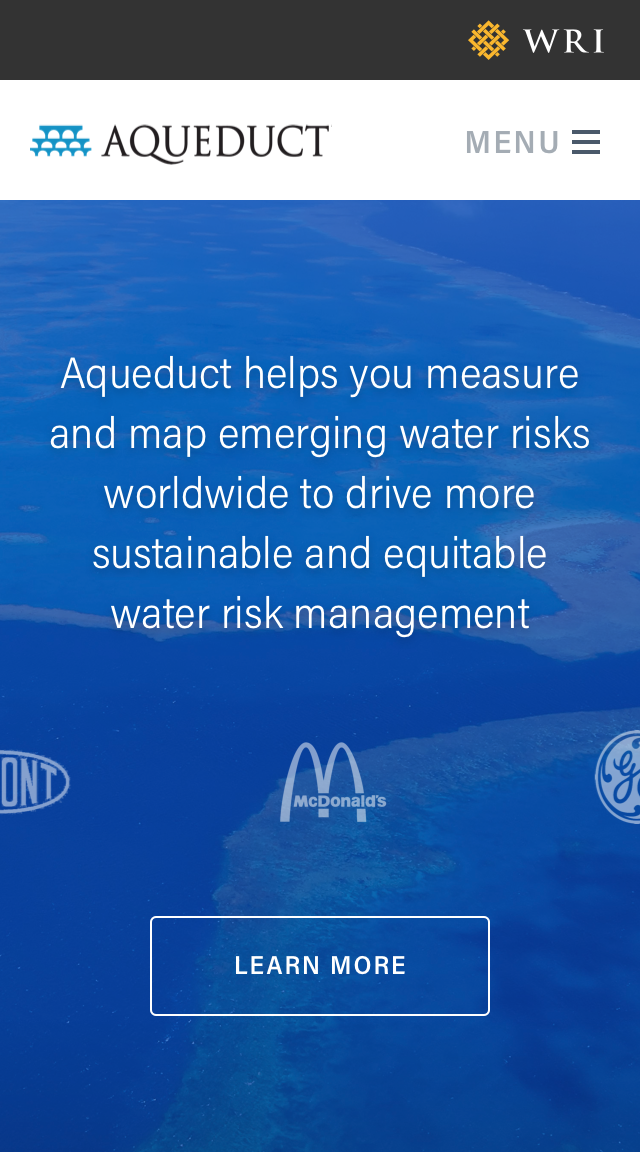 WRI
AQUEDUCT
MENU
Aqueduct helps you measure
and map emerging water risks
worldwide to drive more
sustainable and equitable
water risk management
McDonald's
LEARN MORE